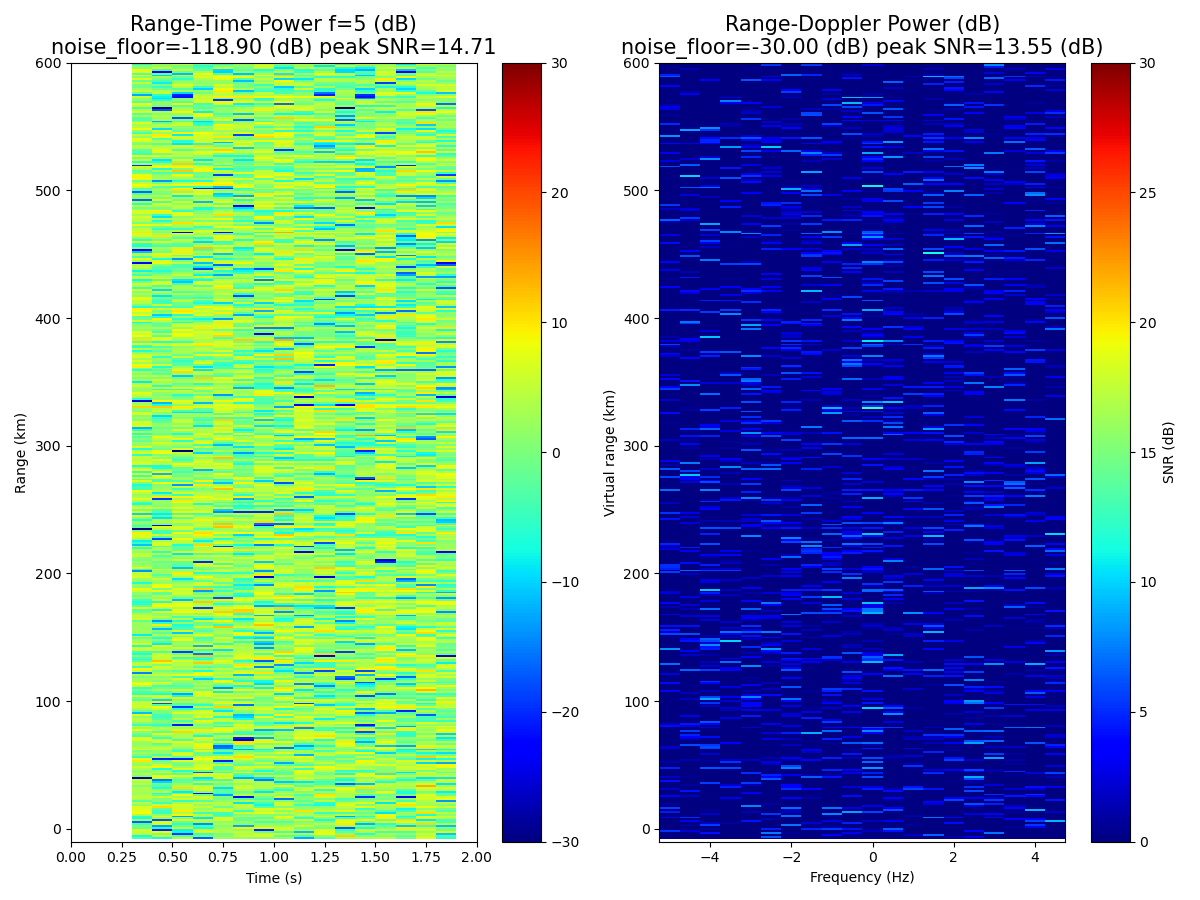 Range-Time Power f=5 (dB)
noise_floor=-118.90 (dB) peak SNR=14.71
Range (km)
600
500
400
300
200
100
0
0.00 0.25 0.50 0.75 1.00 1.25 1.50 1.75 2.00
Time (s)
30
20
10
0
−10
−20
−30
Range-Doppler Power (dB)
noise_floor=-30.00 (dB) peak SNR=13.55 (dB)
Virtual range (km)
600
500
400
300
200
100
0
−4 −2 0 2 4
Frequency (Hz)
30
25
20
15
10
5
0
SNR (dB)